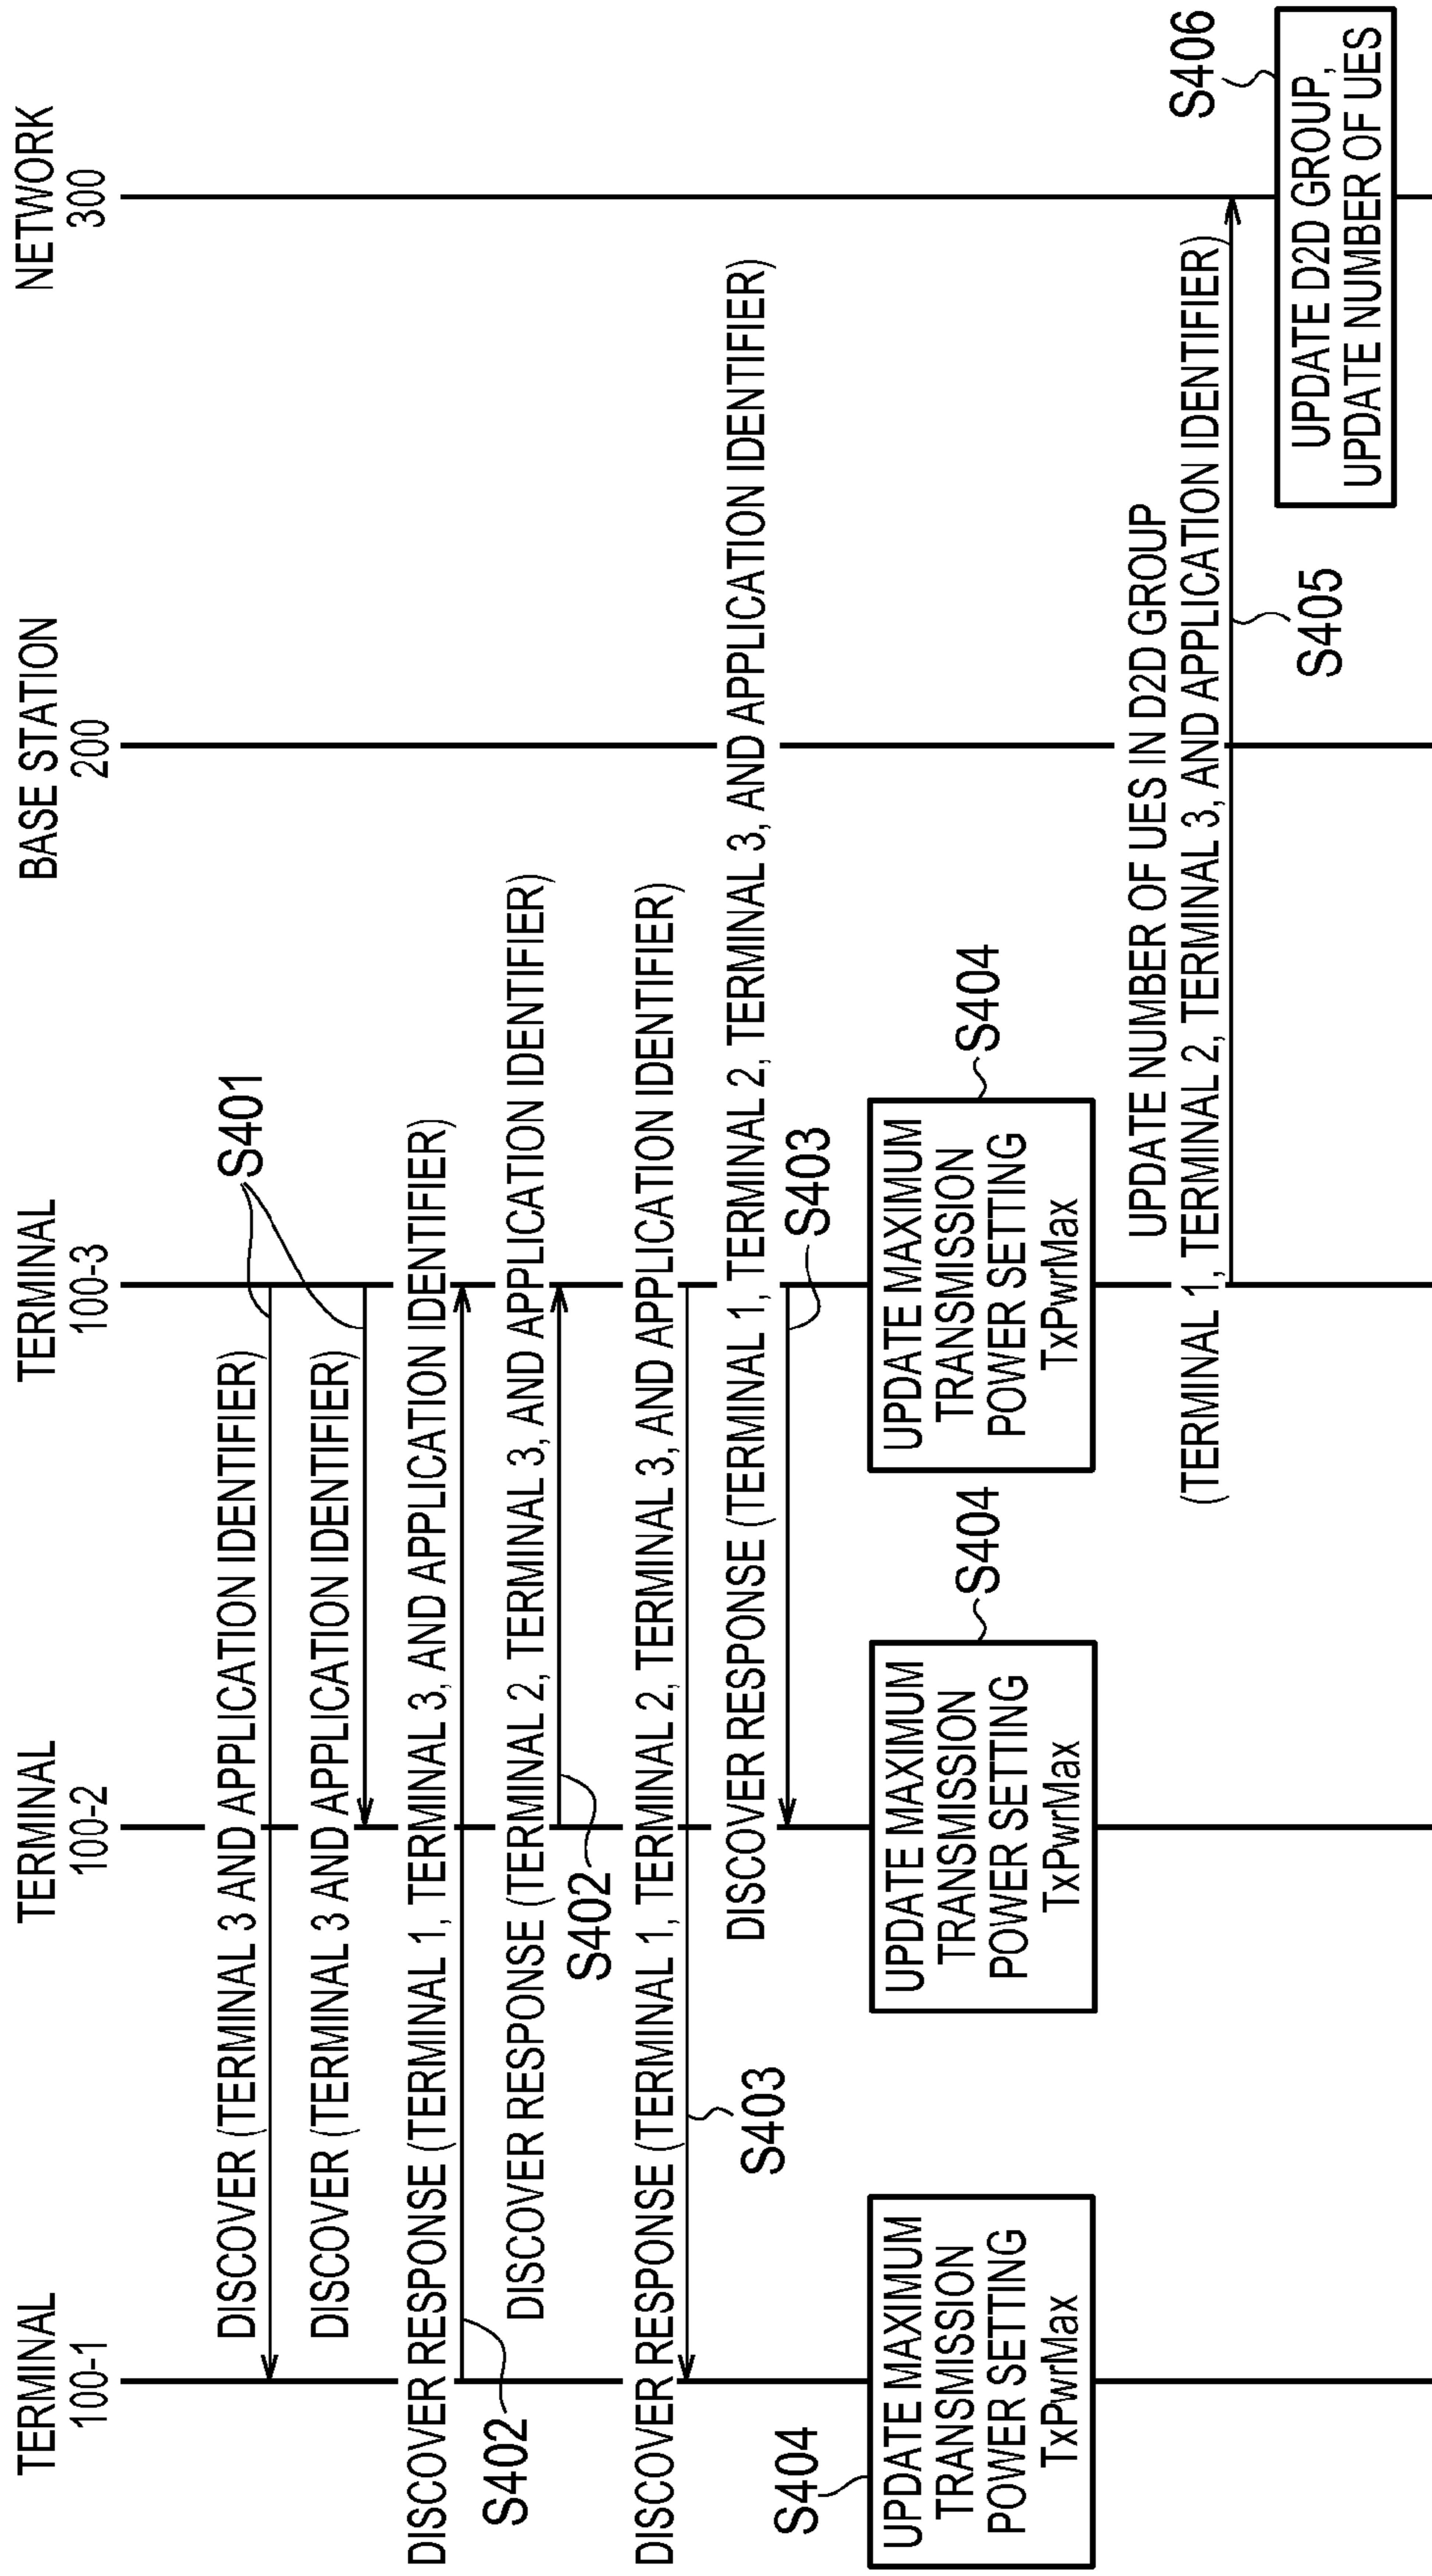 TERMINAL
100-1
TERMINAL
100-2
TERMINAL
100-3
BASE STATION
200
NETWORK
300
DISCOVER (TERMINAL 3 AND APPLICATION IDENTIFIER)
S401
DISCOVER (TERMINAL 3 AND APPLICATION IDENTIFIER)
DISCOVER RESPONSE (TERMINAL 1, TERMINAL 3, AND APPLICATION IDENTIFIER)
S402
DISCOVER RESPONSE (TERMINAL 2, TERMINAL 3, AND APPLICATION IDENTIFIER)
S402
DISCOVER RESPONSE (TERMINAL 1, TERMINAL 2, TERMINAL 3, AND APPLICATION IDENTIFIER)
S403
DISCOVER RESPONSE (TERMINAL 1, TERMINAL 2, TERMINAL 3, AND APPLICATION IDENTIFIER)
S403
S404
UPDATE MAXIMUM
TRANSMISSION
POWER SETTING
TxPwrMax
S404
UPDATE MAXIMUM
TRANSMISSION
POWER SETTING
TxPwrMax
S404
UPDATE MAXIMUM
TRANSMISSION
POWER SETTING
TxPwrMax
UPDATE NUMBER OF UES IN D2D GROUP
(TERMINAL 1, TERMINAL 2, TERMINAL 3, AND APPLICATION IDENTIFIER)
S405
S406
UPDATE D2D GROUP,
UPDATE NUMBER OF UES